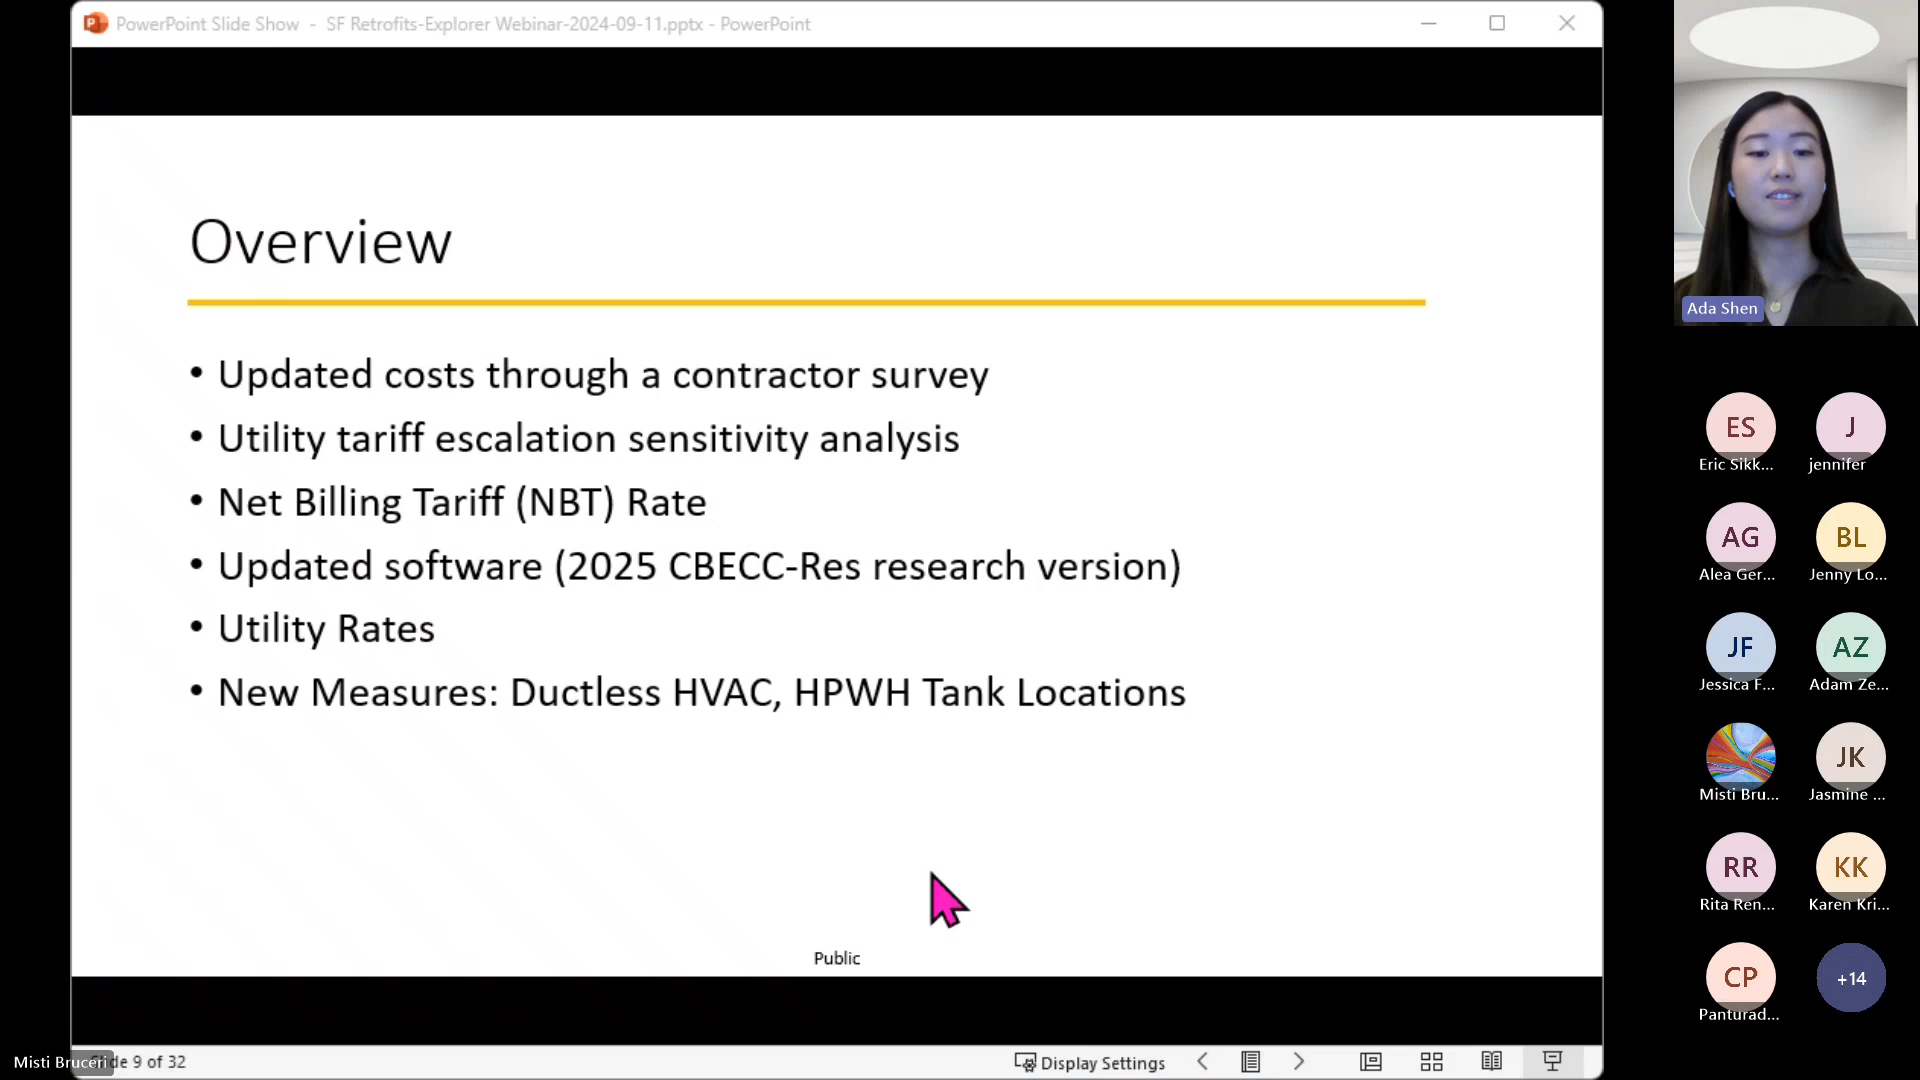 PowerPoint Slide Show - SF Retrofits-Explorer Webinar-2024-09-11.pptx - PowerPoint
Overview
• Updated costs through a contractor survey
• Utility tariff escalation sensitivity analysis
• Net Billing Tariff (NBT) Rate
• Updated software (2025 CBECC-Res research version)
• Utility Rates
• New Measures: Ductless HVAC, HPWH Tank Locations
Public
Misti Bruceri
de 9 of 32
Display Settings
Ada Shen
ES
Eric Sikk...
J
jennifer
AG
Alea Ger...
BL
Jenny Lo...
JF
Jessica F...
AZ
Adam Ze...
Misti Bru...
JK
Jasmine ...
RR
Rita Ren...
KK
Karen Kri...
CP
Panturad...
+14